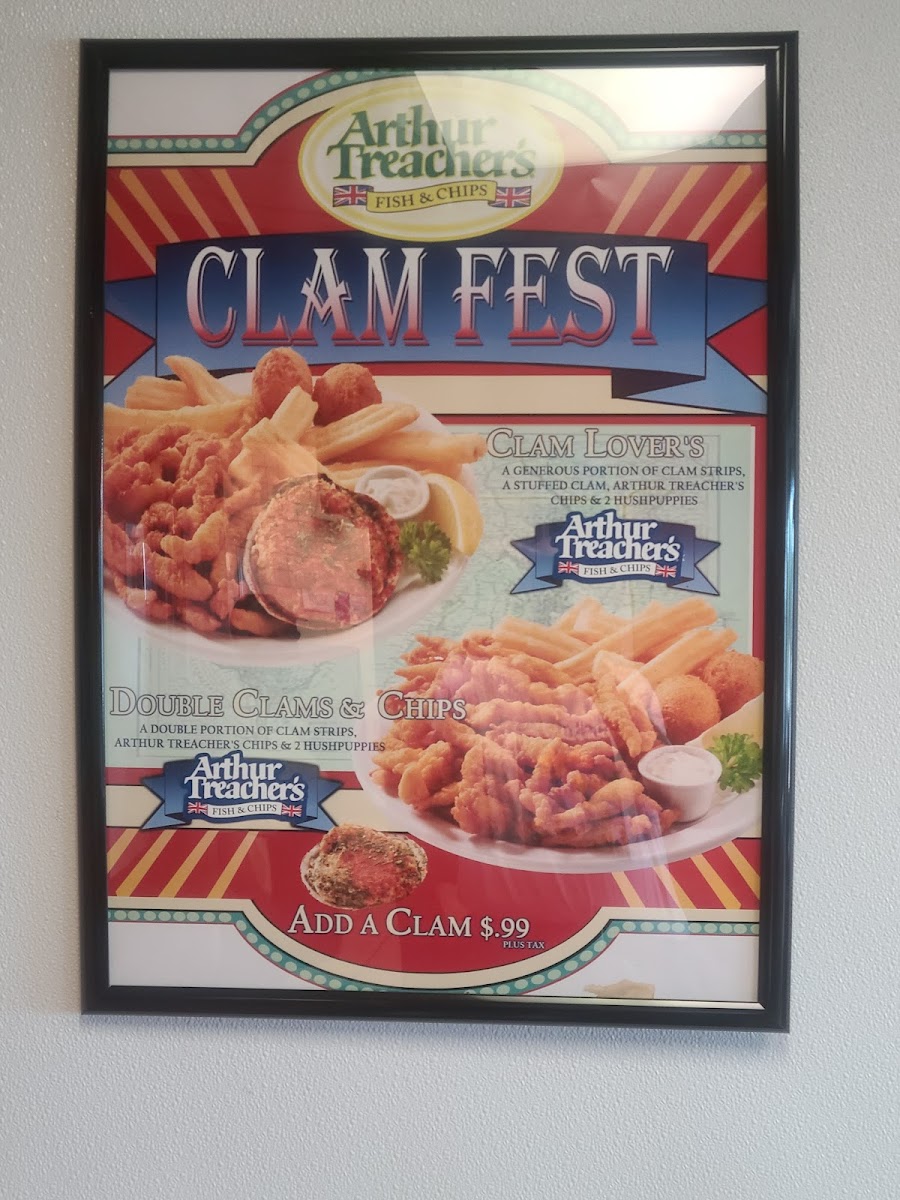 Arthur
Treacher's
FISH & CHIPS
CLAM FEST
CLAM LOVER'S
A GENEROUS PORTION OF CLAM STRIPS,
A STUFFED CLAM, ARTHUR TREACHER'S
CHIPS & 2 HUSHPUPPIES
Arthur
Treacher's
FISH & CHIPS
DOUBLE CLAMS & CHIPS
A DOUBLE PORTION OF CLAM STRIPS,
ARTHUR TREACHER'S CHIPS & 2 HUSHPUPPIES
Arthur
Treacher's
FISH & CHIPS
ADD A CLAM $.99
PLUS TAX